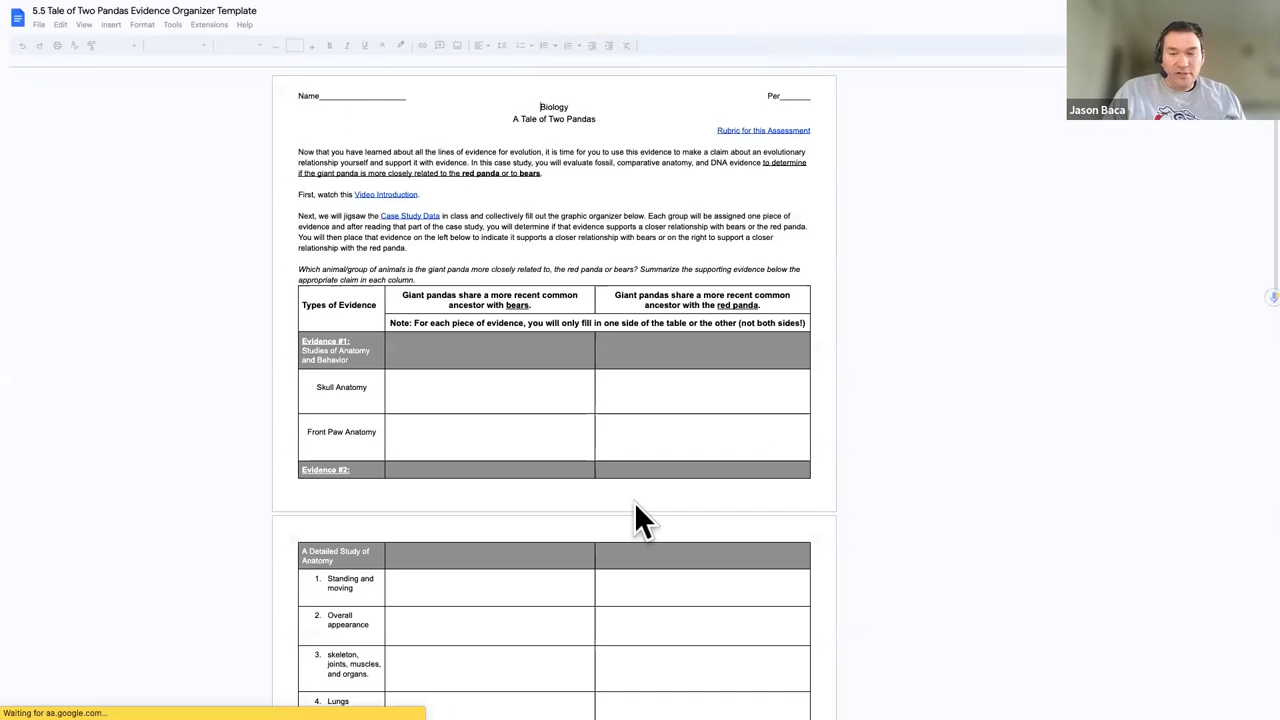 5.5 Tale of Two Pandas Evidence Organizer Template
File Edit View Insert Format Tools Extensions Help
Jason Baca
Name____________________
Per_______
Biology
A Tale of Two Pandas
Rubric for this Assessment
Now that you have learned about all the lines of evidence for evolution, it is time for you to use this evidence to make a claim about an evolutionary
relationship yourself and support it with evidence. In this case study, you will evaluate fossil, comparative anatomy, and DNA evidence to determine
if the giant panda is more closely related to the red panda or to bears.
First, watch this Video Introduction.
Next, we will jigsaw the Case Study Data in class and collectively fill out the graphic organizer below. Each group will be assigned one piece of
evidence and after reading that part of the case study, you will determine if that evidence supports a closer relationship with bears or the red panda.
You will then place that evidence on the left below to indicate it supports a closer relationship with bears or on the right to support a closer
relationship with the red panda.
Which animal/group of animals is the giant panda more closely related to, the red panda or bears? Summarize the supporting evidence below the
appropriate claim in each column.
Types of Evidence
Giant pandas share a more recent common
ancestor with bears.
Giant pandas share a more recent common
ancestor with the red panda.
Note: For each piece of evidence, you will only fill in one side of the table or the other (not both sides!)
Evidence #1:
Studies of Anatomy
and Behavior
Skull Anatomy
Front Paw Anatomy
Evidence #2:
A Detailed Study of
Anatomy
1. Standing and
moving
2. Overall
appearance
3. skeleton,
joints, muscles,
and organs.
4. Lungs
Waiting for aa.google.com...